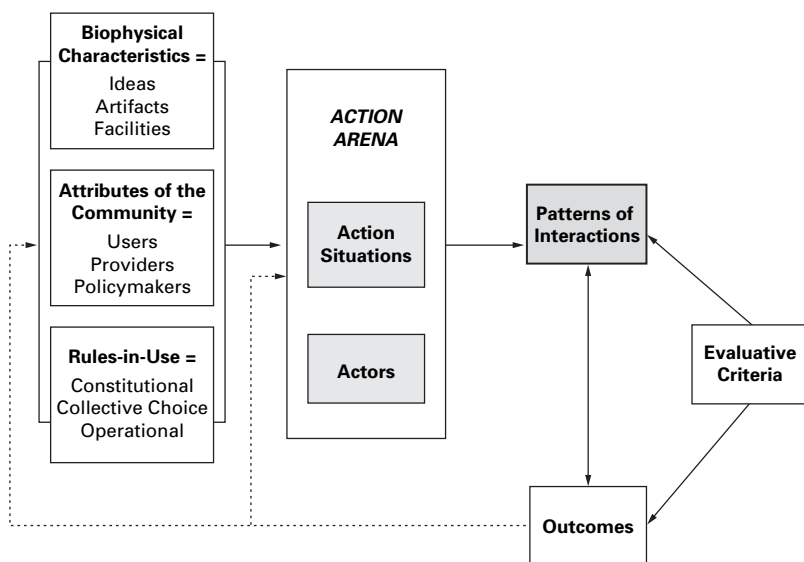 Biophysical
Characteristics =
Ideas
Artifacts
Facilities
Attributes of the
Community =
Users
Providers
Policymakers
Rules-in-Use =
Constitutional
Collective Choice
Operational
ACTION
ARENA
Action
Situations
Actors
Patterns of
Interactions
Evaluative
Criteria
Outcomes